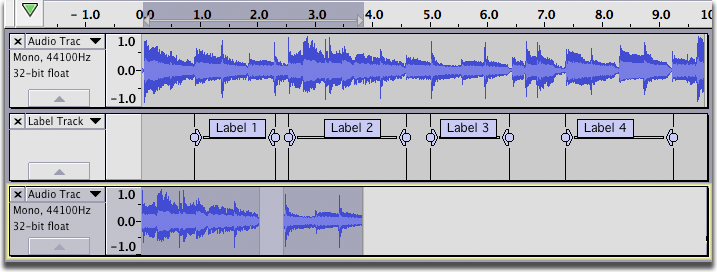 - 1.0 0.0 1.0 2.0 3.0 4.0 5.0 6.0 7.0 8.0 9.0 10
× Audio Trac ▼ 1.0
Mono, 44100Hz
32-bit float 0.0-
-1.0
× Label Track ▼
Label 1 Label 2 Label 3 Label 4
× Audio Trac ▼ 1.0
Mono, 44100Hz
32-bit float 0.0-
-1.0